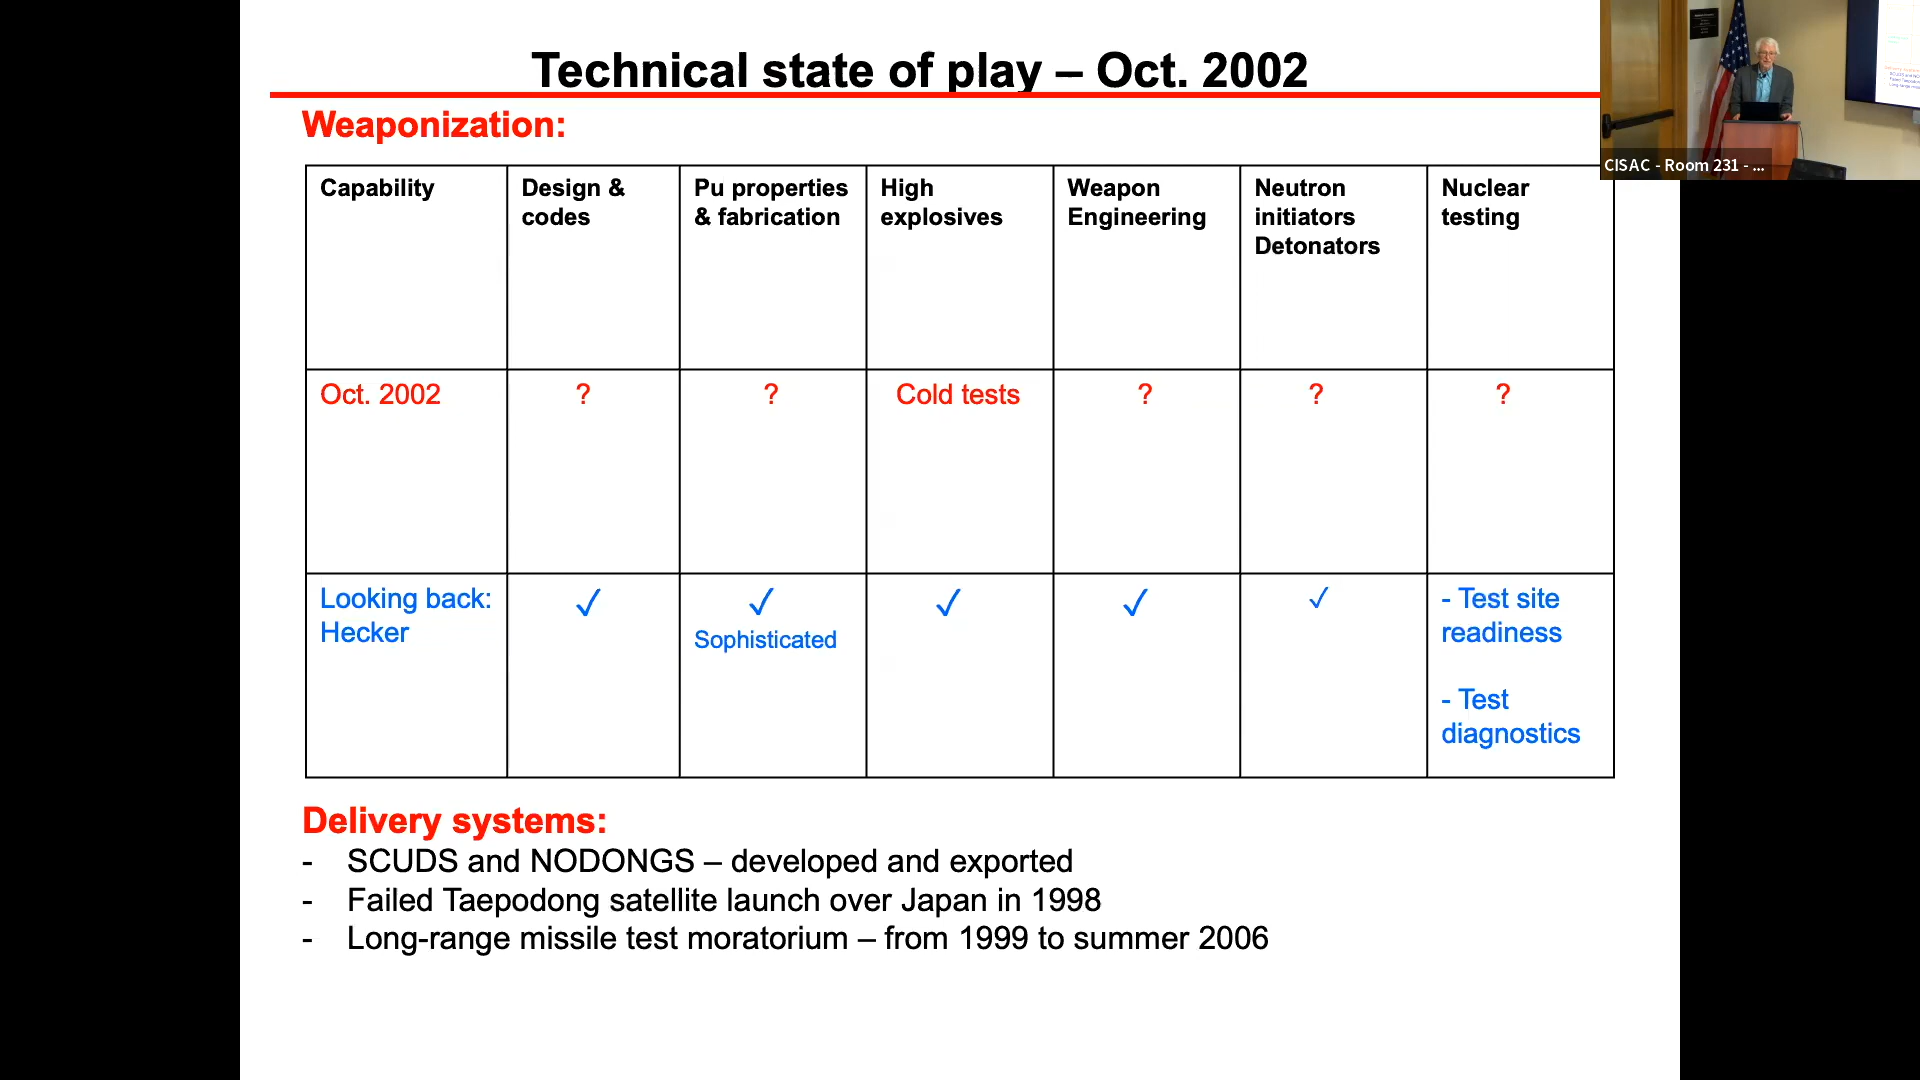 Technical state of play – Oct. 2002
Weaponization:
Capability
Design &
codes
Pu properties
& fabrication
High
explosives
Weapon
Engineering
Neutron
initiators
Detonators
Nuclear
testing
Oct. 2002
?
?
Cold tests
?
?
?
Looking back:
Hecker
✓
✓
Sophisticated
✓
✓
✓
- Test site
readiness
- Test
diagnostics
Delivery systems:
- SCUDS and NODONGS – developed and exported
- Failed Taepodong satellite launch over Japan in 1998
- Long-range missile test moratorium – from 1999 to summer 2006
CISAC - Room 231 - ...